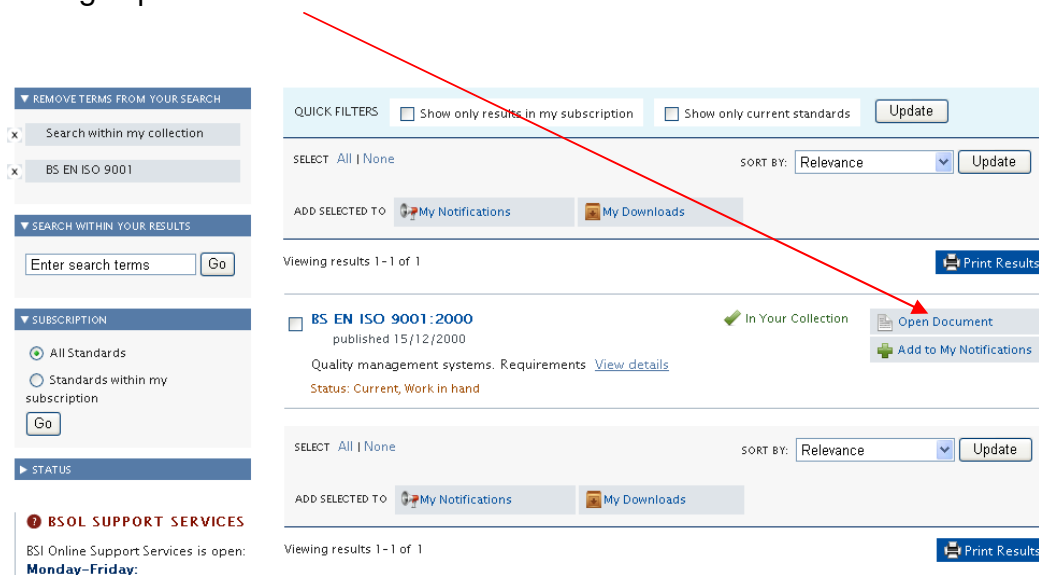 ▼ REMOVE TERMS FROM YOUR SEARCH
x Search within my collection
x BS EN ISO 9001
▼ SEARCH WITHIN YOUR RESULTS
Enter search terms Go
▼ SUBSCRIPTION
All Standards
Standards within my
subscription
Go
▶ STATUS
? BSOL SUPPORT SERVICES
BSI Online Support Services is open:
Monday-Friday:
QUICK FILTERS Show only results in my subscription Show only current standards Update
SELECT All | None SORT BY: Relevance Update
ADD SELECTED TO My Notifications My Downloads
Viewing results 1-1 of 1 Print Results
BS EN ISO 9001:2000 In Your Collection Open Document
published 15/12/2000 Add to My Notifications
Quality management systems. Requirements View details
Status: Current, Work in hand
SELECT All | None SORT BY: Relevance Update
ADD SELECTED TO My Notifications My Downloads
Viewing results 1-1 of 1 Print Results